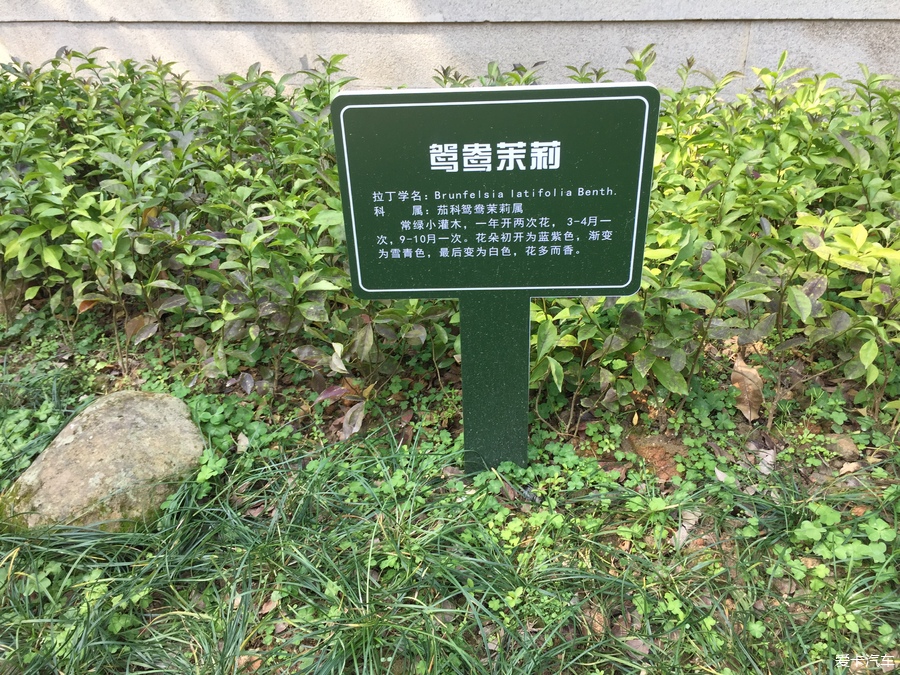 鸳鸯茉莉
拉丁学名：Brunfelsia latifolia Benth.
科　　属：茄科鸳鸯茉莉属
常绿小灌木，一年开两次花，3-4月一
次，9-10月一次。花朵初开为蓝紫色，渐变
为雪青色，最后变为白色，花多而香。
爱卡汽车